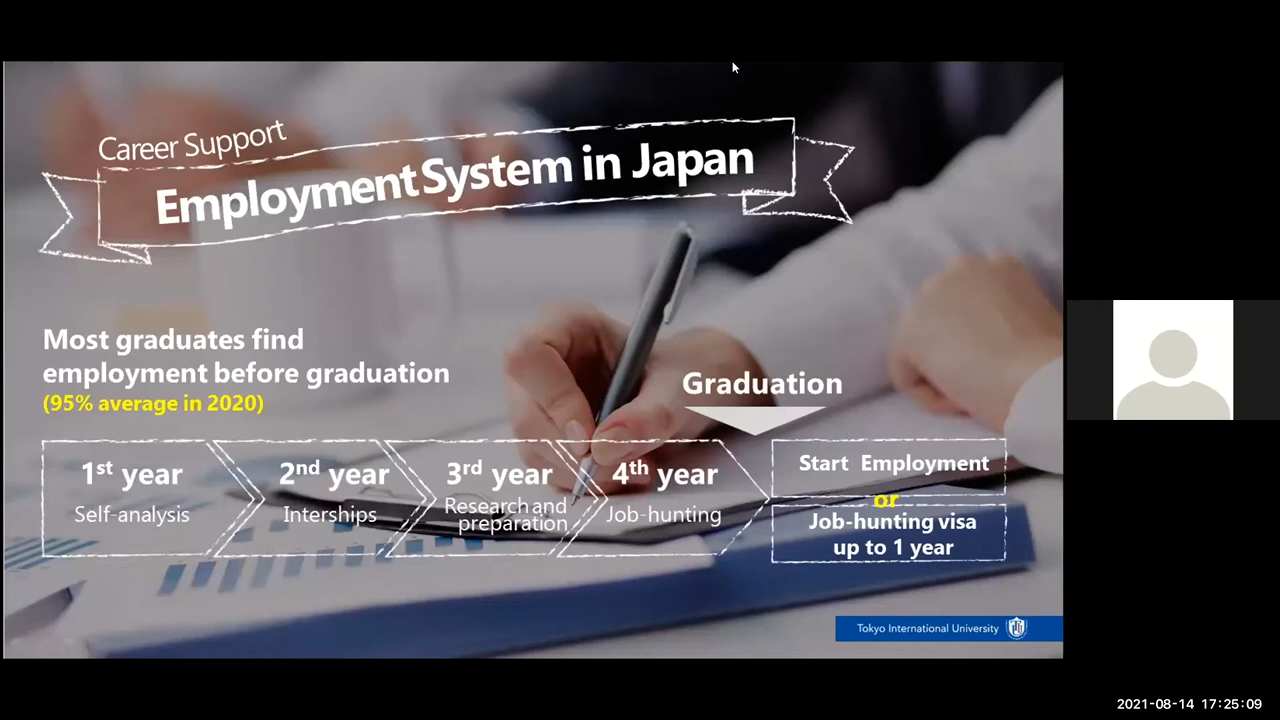 Career Support
Employment System in Japan
Most graduates find
employment before graduation
(95% average in 2020)
Graduation
1st year
Self-analysis
2nd year
Interships
3rd year
Research and
preparation
4th year
Job-hunting
Start Employment
or
Job-hunting visa
up to 1 year
Tokyo International University
2021-08-14 17:25:09